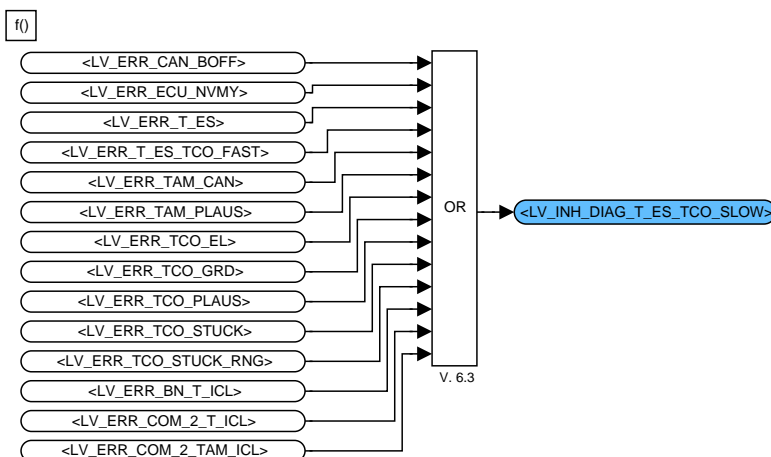 f()
<LV_ERR_CAN_BOFF>
<LV_ERR_ECU_NVMY>
<LV_ERR_T_ES>
<LV_ERR_T_ES_TCO_FAST>
<LV_ERR_TAM_CAN>
<LV_ERR_TAM_PLAUS>
<LV_ERR_TCO_EL>
<LV_ERR_TCO_GRD>
<LV_ERR_TCO_PLAUS>
<LV_ERR_TCO_STUCK>
<LV_ERR_TCO_STUCK_RNG>
<LV_ERR_BN_T_ICL>
<LV_ERR_COM_2_T_ICL>
<LV_ERR_COM_2_TAM_ICL>
OR
V. 6.3
<LV_INH_DIAG_T_ES_TCO_SLOW>